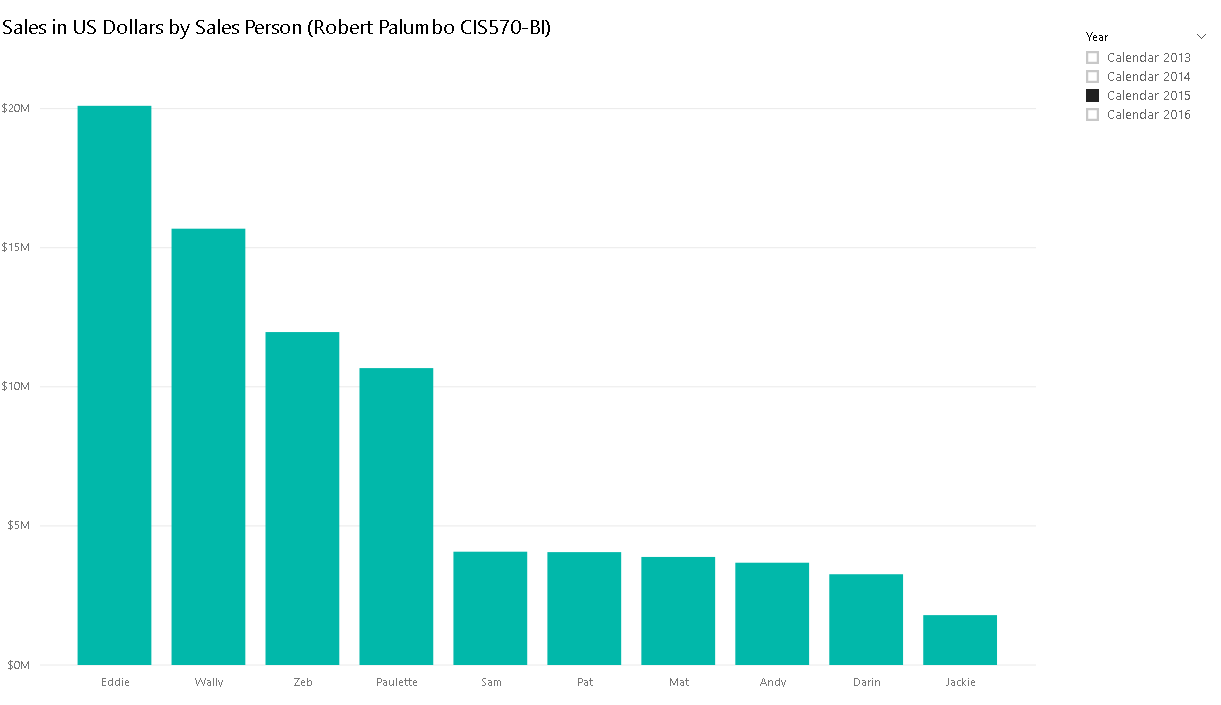 Sales in US Dollars by Sales Person (Robert Palumbo CIS570-BI)
Year
Calendar 2013
Calendar 2014
Calendar 2015
Calendar 2016
$20M
$15M
$10M
$5M
$0M
Eddie Wally Zeb Paulette Sam Pat Mat Andy Darin Jackie